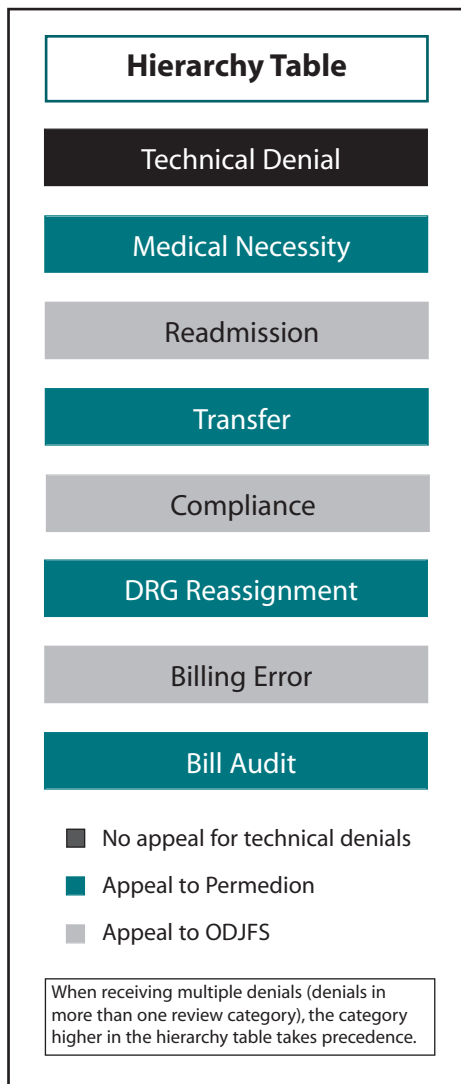 Hierarchy Table
Technical Denial
Medical Necessity
Readmission
Transfer
Compliance
DRG Reassignment
Billing Error
Bill Audit
No appeal for technical denials
Appeal to Permedion
Appeal to ODJFS
When receiving multiple denials (denials in
more than one review category), the category
higher in the hierarchy table takes precedence.